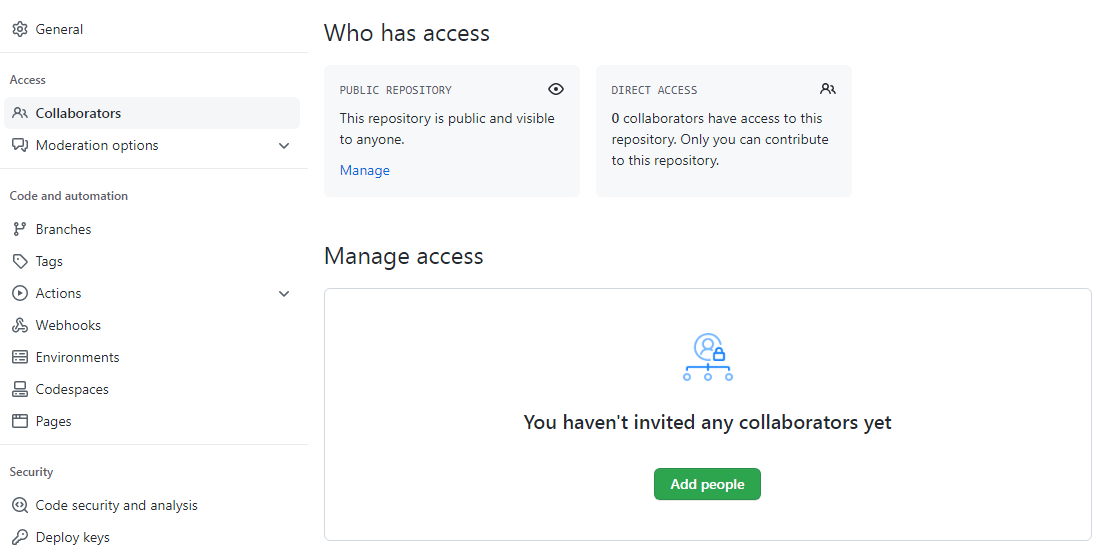 General
Access
Collaborators
Moderation options
Code and automation
Branches
Tags
Actions
Webhooks
Environments
Codespaces
Pages
Security
Code security and analysis
Deploy keys
Who has access
PUBLIC REPOSITORY
This repository is public and visible
to anyone.
Manage
DIRECT ACCESS
0 collaborators have access to this
repository. Only you can contribute
to this repository.
Manage access
You haven't invited any collaborators yet
Add people